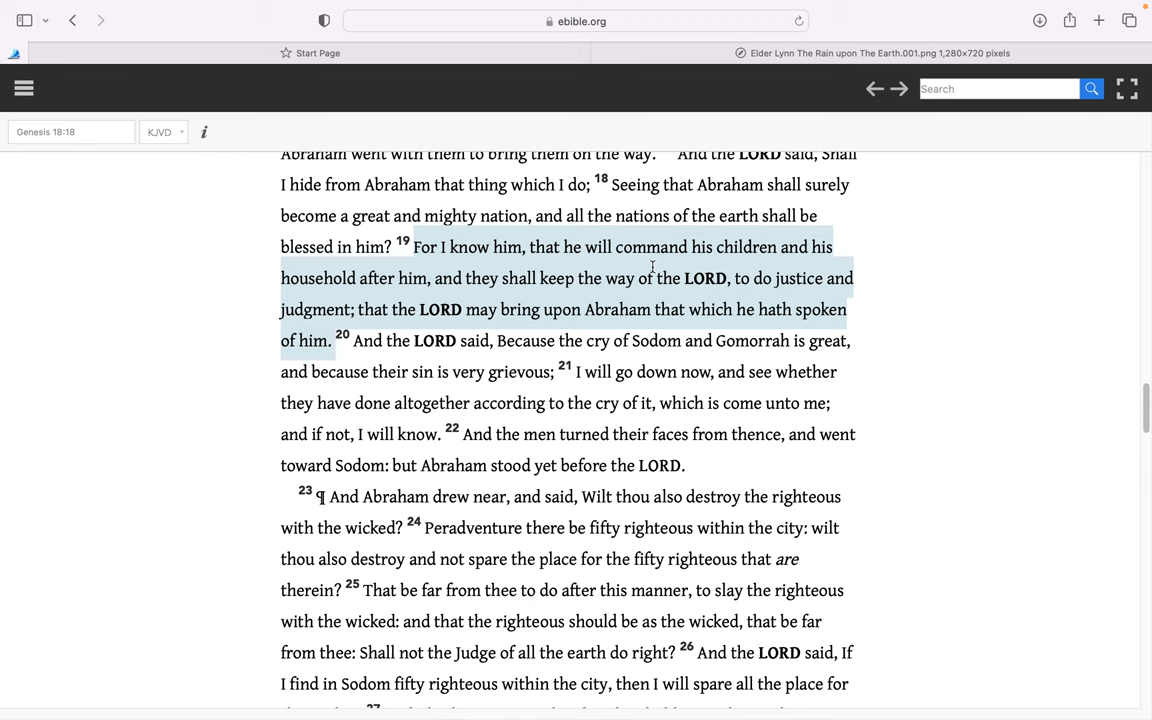 ebible.org
Start Page
Elder Lynn The Rain upon The Earth.001.png 1,280×720 pixels
Search
Genesis 18:18
KJVD
i
Abraham went with them to bring them on the way. And the LORD said, Shall
I hide from Abraham that thing which I do; 18 Seeing that Abraham shall surely
become a great and mighty nation, and all the nations of the earth shall be
blessed in him? 19 For I know him, that he will command his children and his
household after him, and they shall keep the way of the LORD, to do justice and
judgment; that the LORD may bring upon Abraham that which he hath spoken
of him. 20 And the LORD said, Because the cry of Sodom and Gomorrah is great,
and because their sin is very grievous; 21 I will go down now, and see whether
they have done altogether according to the cry of it, which is come unto me;
and if not, I will know. 22 And the men turned their faces from thence, and went
toward Sodom: but Abraham stood yet before the LORD.
23 ¶ And Abraham drew near, and said, Wilt thou also destroy the righteous
with the wicked? 24 Peradventure there be fifty righteous within the city: wilt
thou also destroy and not spare the place for the fifty righteous that are
therein? 25 That be far from thee to do after this manner, to slay the righteous
with the wicked: and that the righteous should be as the wicked, that be far
from thee: Shall not the Judge of all the earth do right? 26 And the LORD said, If
I find in Sodom fifty righteous within the city, then I will spare all the place for